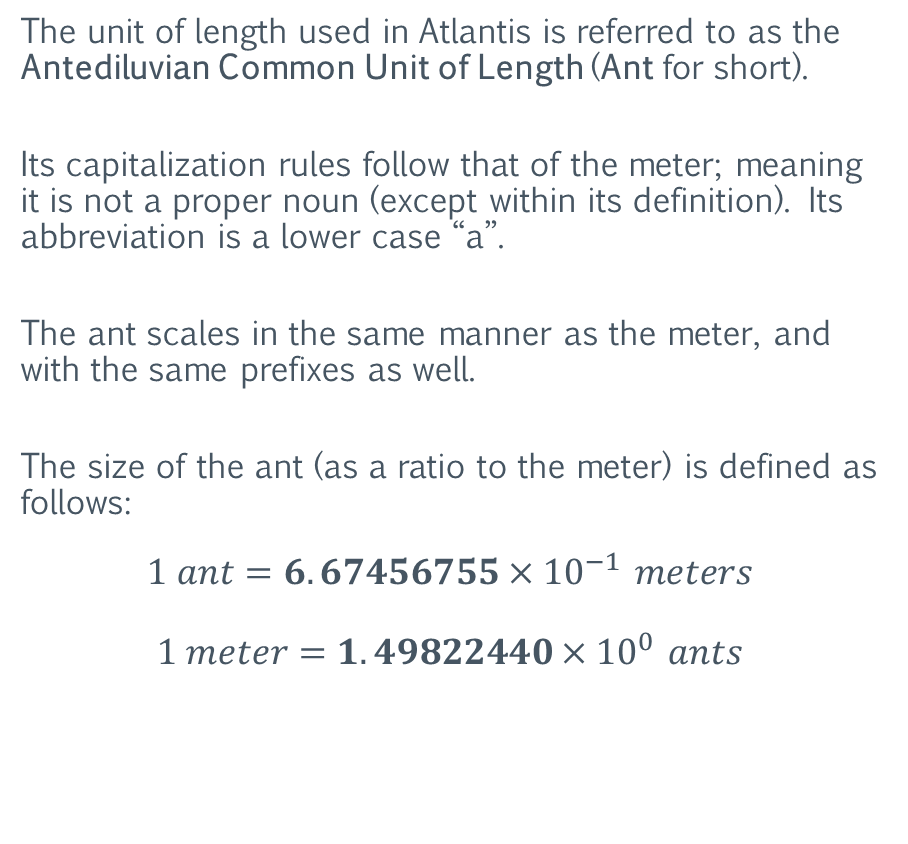 The unit of length used in Atlantis is referred to as the
Antediluvian Common Unit of Length (Ant for short).
Its capitalization rules follow that of the meter; meaning
it is not a proper noun (except within its definition). Its
abbreviation is a lower case “a”.
The ant scales in the same manner as the meter, and
with the same prefixes as well.
The size of the ant (as a ratio to the meter) is defined as
follows:
1 ant = 6.67456755 × 10⁻¹ meters
1 meter = 1.49822440 × 10⁰ ants